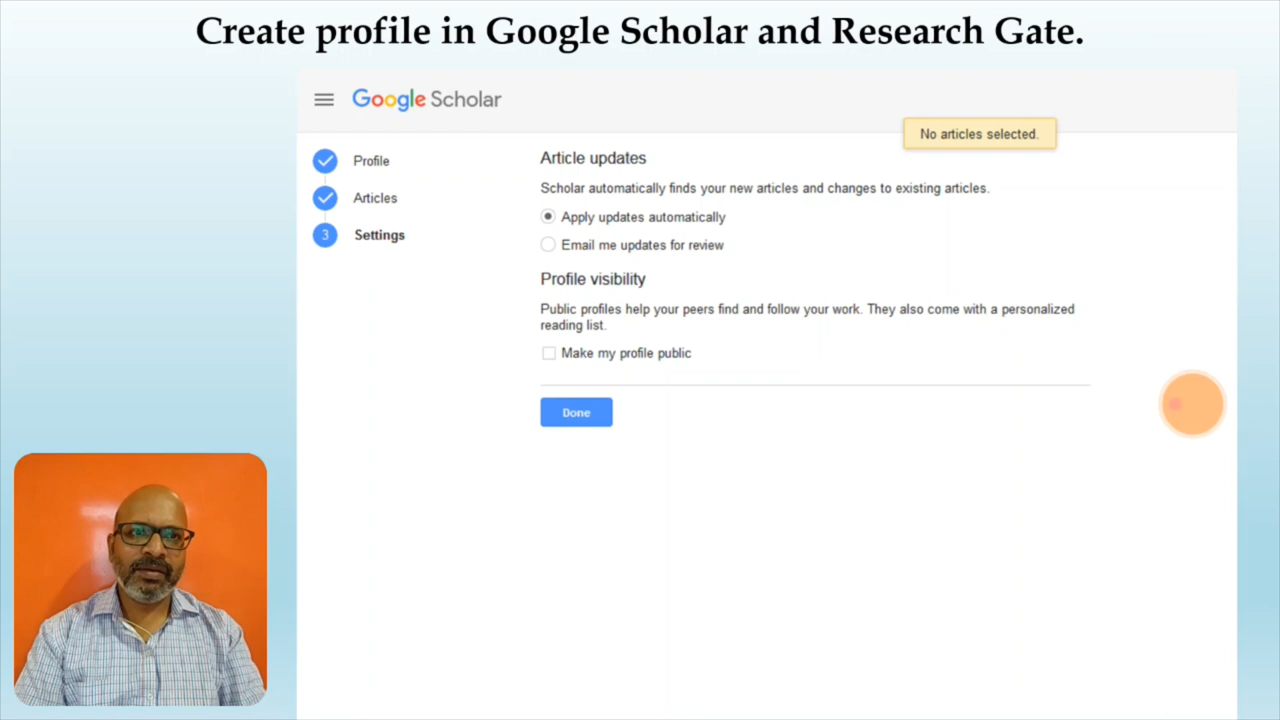 Create profile in Google Scholar and Research Gate.
Google Scholar
No articles selected.
Profile
Articles
3 Settings
Article updates
Scholar automatically finds your new articles and changes to existing articles.
Apply updates automatically
Email me updates for review
Profile visibility
Public profiles help your peers find and follow your work. They also come with a personalized
reading list.
Make my profile public
Done